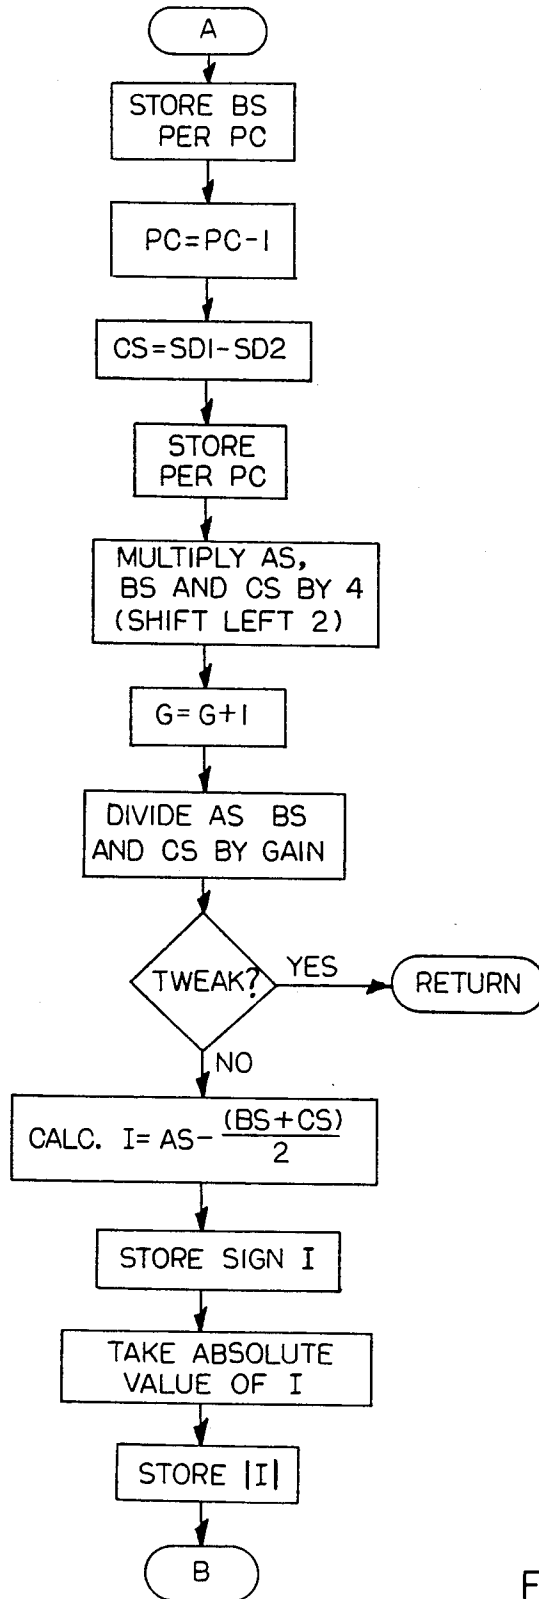 A
STORE BS
PER PC
PC=PC-1
CS=SD1-SD2
STORE
PER PC
MULTIPLY AS,
BS AND CS BY 4
(SHIFT LEFT 2)
G=G+1
DIVIDE AS BS
AND CS BY GAIN
TWEAK?
YES
RETURN
NO
CALC. I= AS- (BS+CS)
2
STORE SIGN I
TAKE ABSOLUTE
VALUE OF I
STORE |I|
B
F